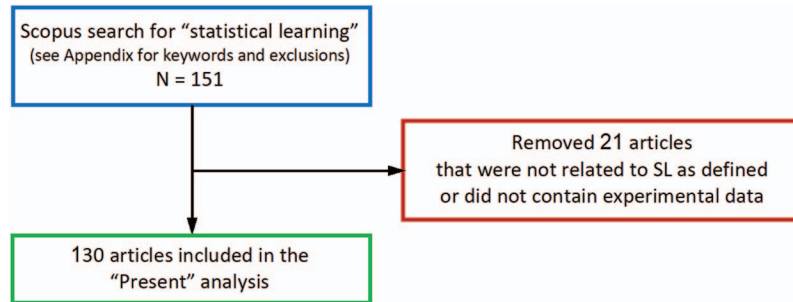 Scopus search for “statistical learning”
(see Appendix for keywords and exclusions)
N = 151
Removed 21 articles
that were not related to SL as defined
or did not contain experimental data
130 articles included in the
“Present” analysis